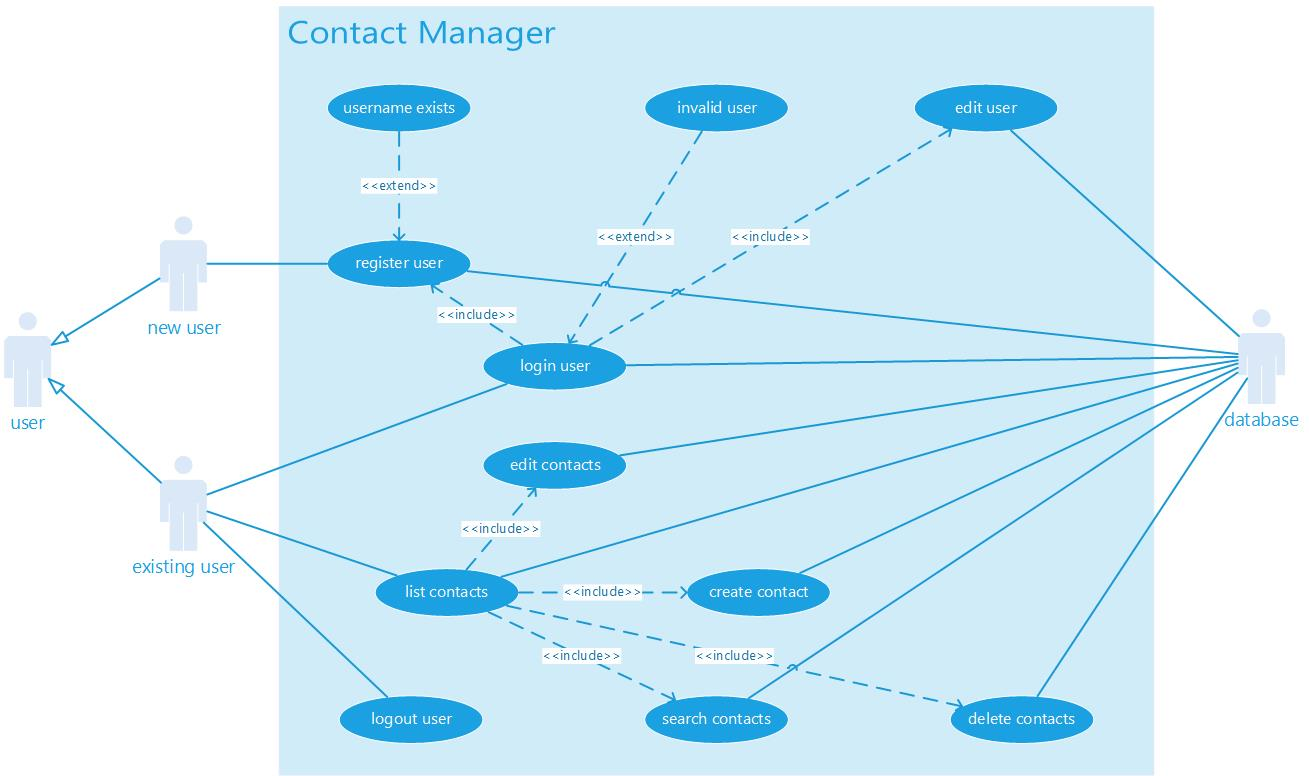 Contact Manager
username exists
invalid user
edit user
<<extend>>
<<extend>>
<<include>>
register user
new user
<<include>>
login user
user
database
edit contacts
<<include>>
existing user
list contacts
<<include>>
create contact
<<include>>
<<include>>
logout user
search contacts
delete contacts